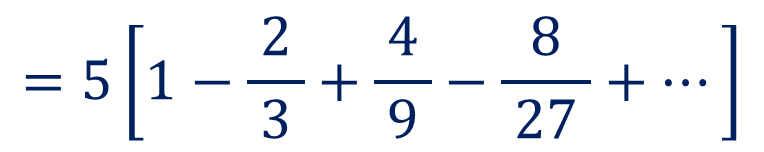 = 5 [1 − 2/3 + 4/9 − 8/27 + ⋯]